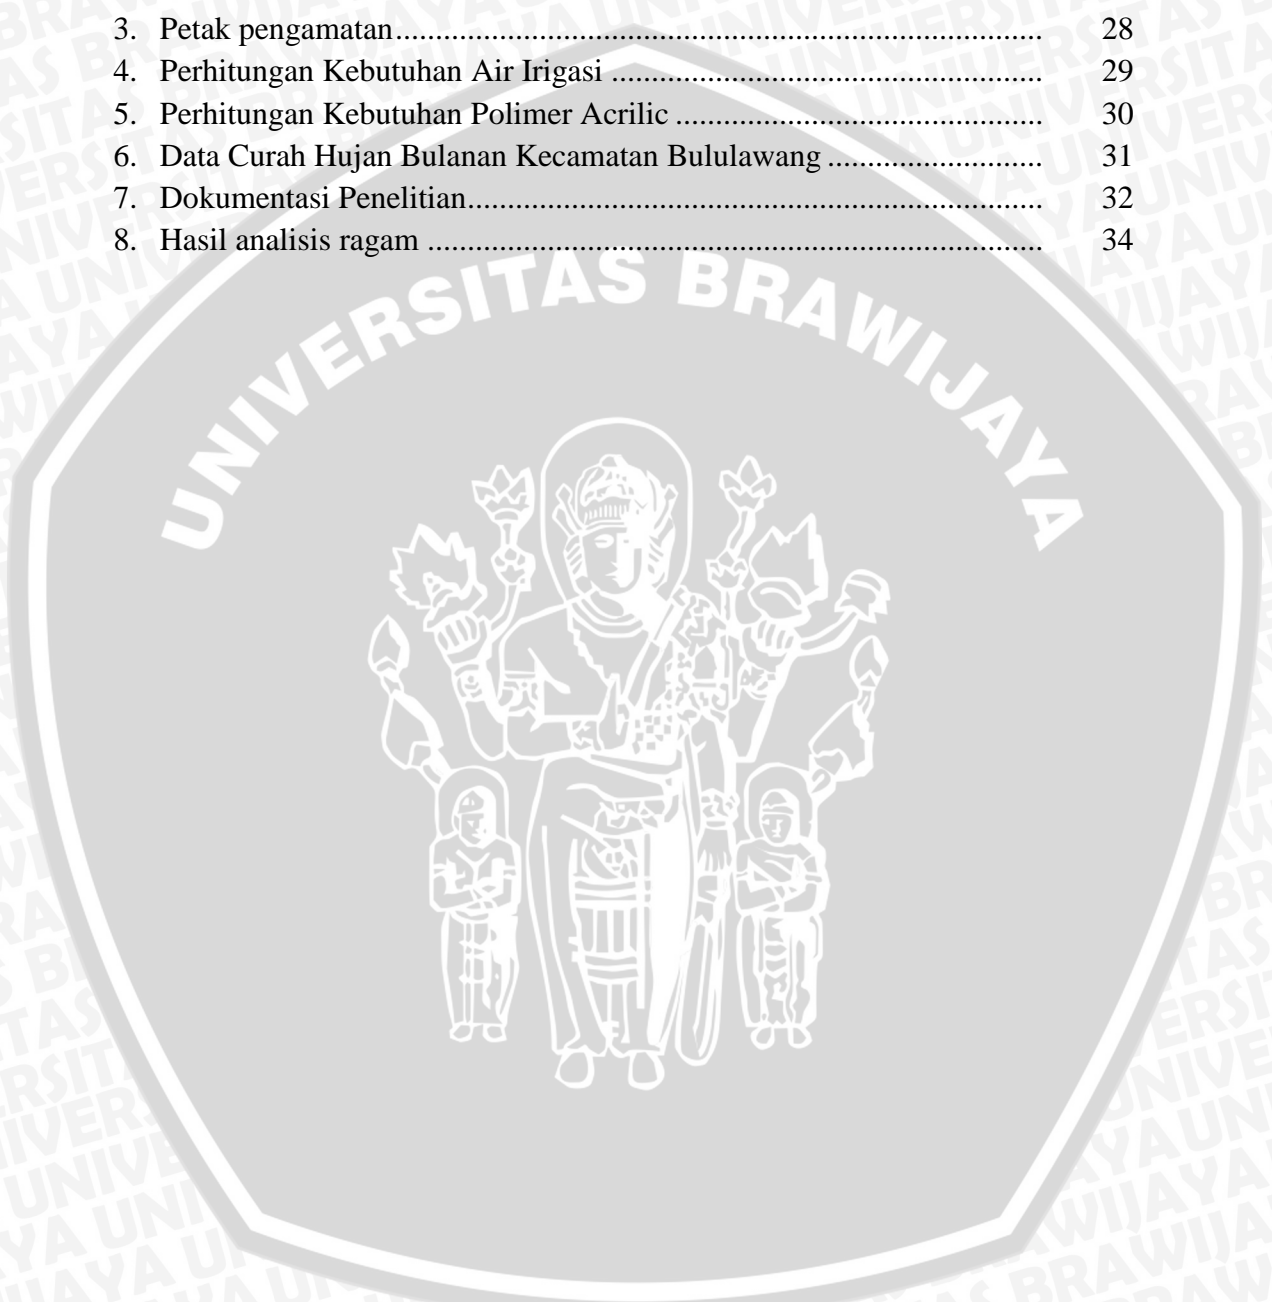 3. Petak pengamatan................................................................................ 28
4. Perhitungan Kebutuhan Air Irigasi ..................................................... 29
5. Perhitungan Kebutuhan Polimer Acrilic ............................................. 30
6. Data Curah Hujan Bulanan Kecamatan Bululawang .......................... 31
7. Dokumentasi Penelitian....................................................................... 32
8. Hasil analisis ragam ............................................................................ 34
UNIVERSITAS BRAWIJAYA